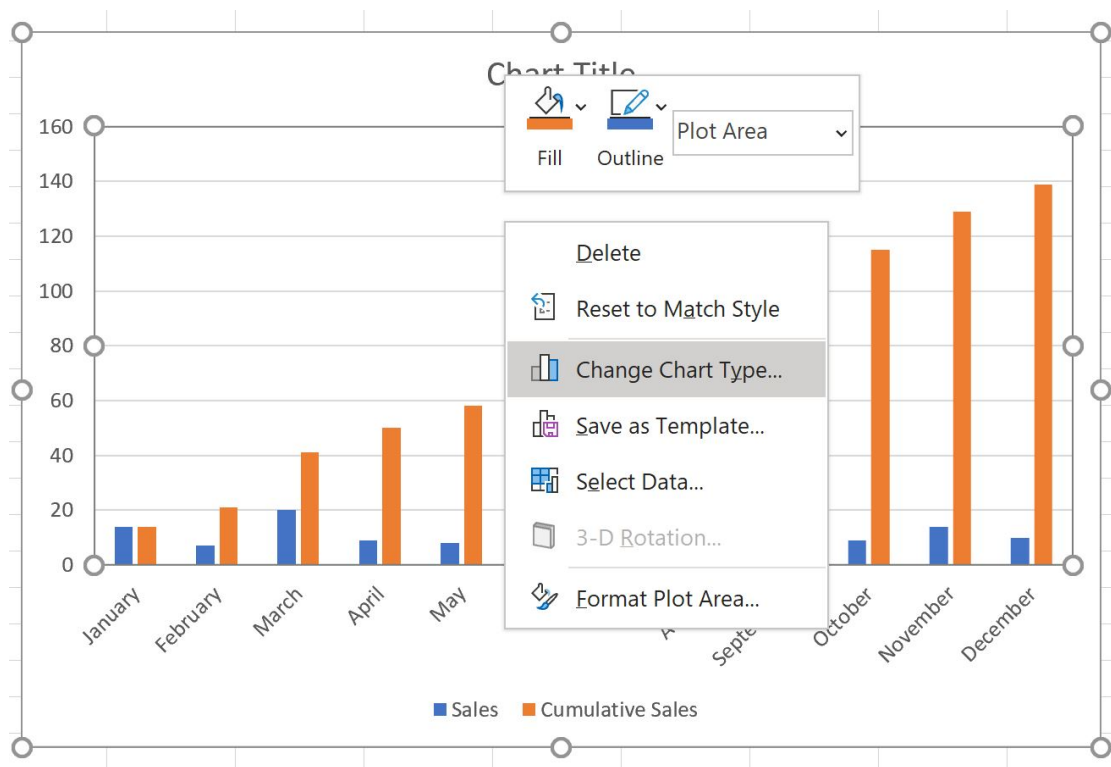 Chart Title
Fill
Outline
Plot Area
160
140
120
100
80
60
40
20
0
Delete
Reset to Match Style
Change Chart Type...
Save as Template...
Select Data...
3-D Rotation...
Format Plot Area...
January
February
March
April
May
October
November
December
Sales
Cumulative Sales